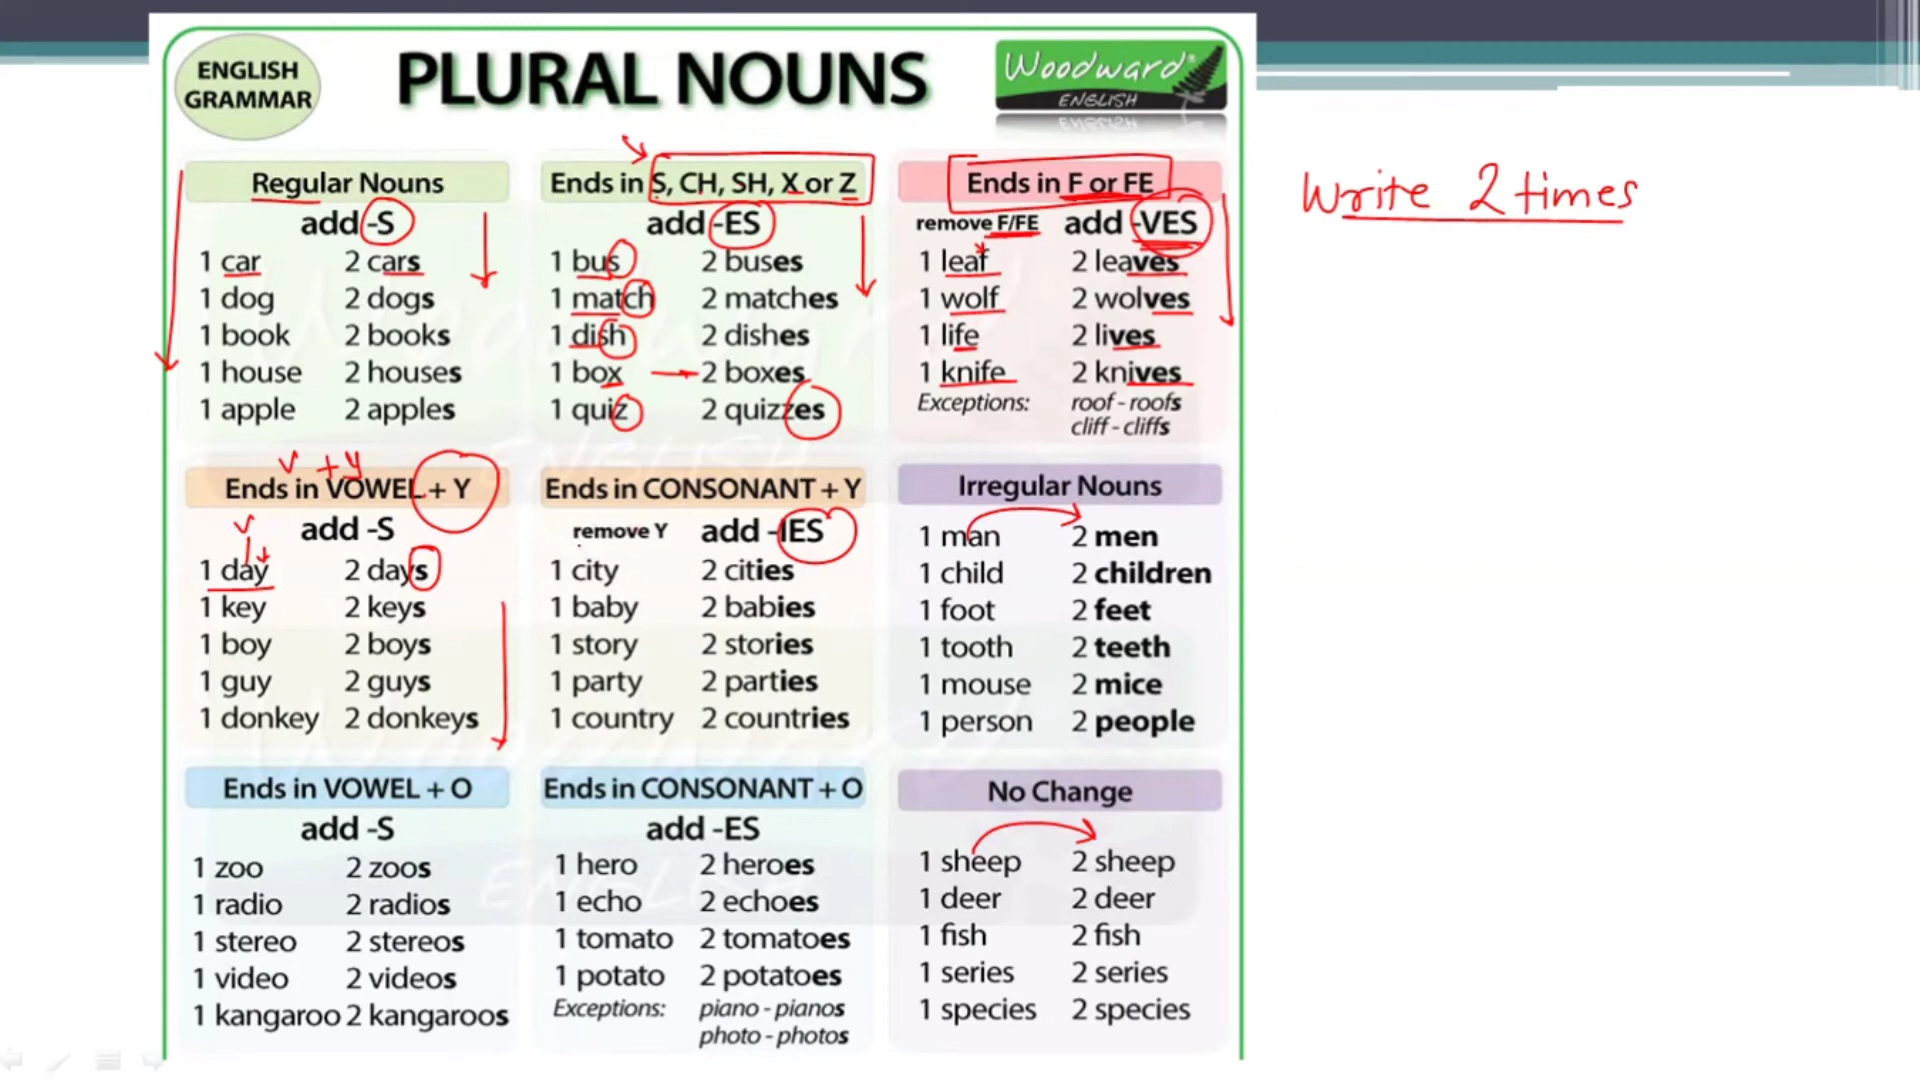 ENGLISH
GRAMMAR
PLURAL NOUNS
Woodward®
ENGLISH
Write 2 times
Regular Nouns
add -S
1 car 2 cars
1 dog 2 dogs
1 book 2 books
1 house 2 houses
1 apple 2 apples
Ends in S, CH, SH, X or Z
add -ES
1 bus 2 buses
1 match 2 matches
1 dish 2 dishes
1 box 2 boxes
1 quiz 2 quizzes
Ends in F or FE
remove F/FE add -VES
1 leaf 2 leaves
1 wolf 2 wolves
1 life 2 lives
1 knife 2 knives
Exceptions: roof - roofs
cliff - cliffs
v + y
Ends in VOWEL + Y
v
add -S
1 day 2 days
1 key 2 keys
1 boy 2 boys
1 guy 2 guys
1 donkey 2 donkeys
Ends in CONSONANT + Y
remove Y add -IES
1 city 2 cities
1 baby 2 babies
1 story 2 stories
1 party 2 parties
1 country 2 countries
Irregular Nouns
1 man 2 men
1 child 2 children
1 foot 2 feet
1 tooth 2 teeth
1 mouse 2 mice
1 person 2 people
Ends in VOWEL + O
add -S
1 zoo 2 zoos
1 radio 2 radios
1 stereo 2 stereos
1 video 2 videos
1 kangaroo 2 kangaroos
Ends in CONSONANT + O
add -ES
1 hero 2 heroes
1 echo 2 echoes
1 tomato 2 tomatoes
1 potato 2 potatoes
Exceptions: piano - pianos
photo - photos
No Change
1 sheep 2 sheep
1 deer 2 deer
1 fish 2 fish
1 series 2 series
1 species 2 species